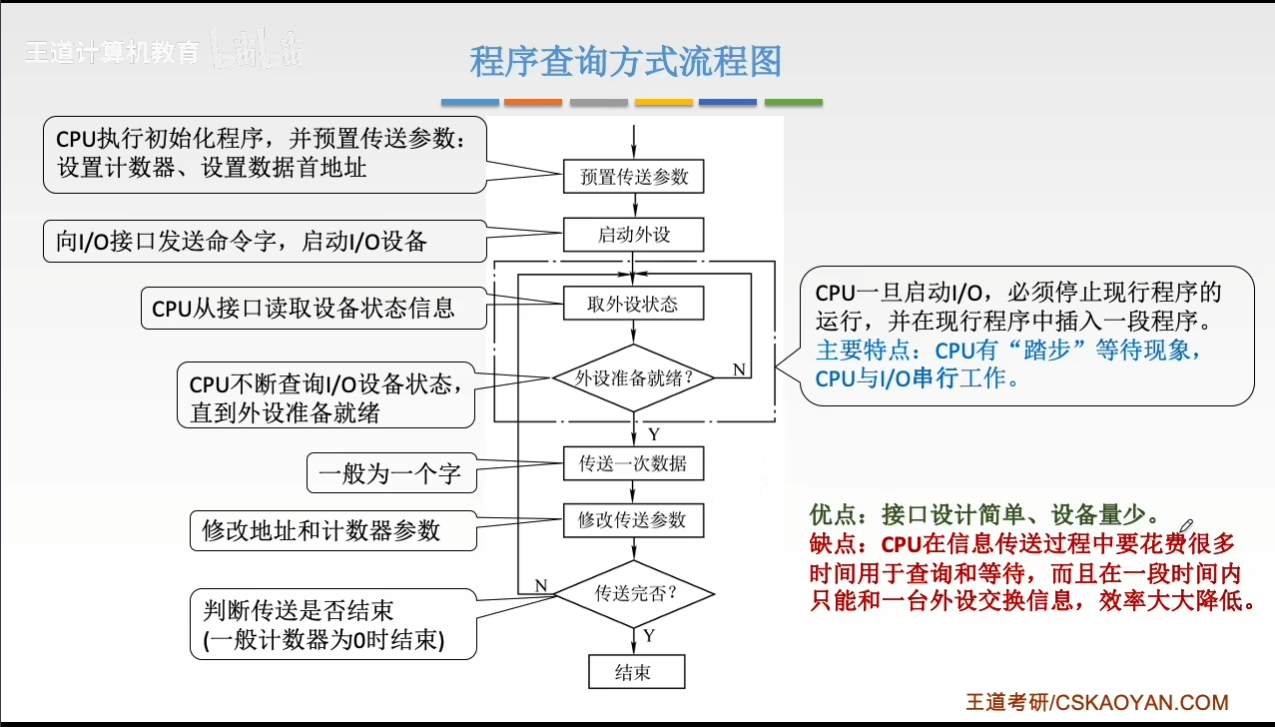 王道计算机教育 bilibili
程序查询方式流程图
CPU执行初始化程序，并预置传送参数：
设置计数器、设置数据首地址
预置传送参数
向I/O接口发送命令字，启动I/O设备
启动外设
CPU从接口读取设备状态信息
取外设状态
CPU一旦启动I/O，必须停止现行程序的
运行，并在现行程序中插入一段程序。
主要特点：CPU有“踏步”等待现象，
CPU与I/O串行工作。
CPU不断查询I/O设备状态，
直到外设准备就绪
外设准备就绪？
N
Y
一般为一个字
传送一次数据
修改地址和计数器参数
修改传送参数
优点：接口设计简单、设备量少。
缺点：CPU在信息传送过程中要花费很多
时间用于查询和等待，而且在一段时间内
只能和一台外设交换信息，效率大大降低。
判断传送是否结束
(一般计数器为0时结束)
N
传送完否？
Y
结束
王道考研/CSKAOYAN.COM